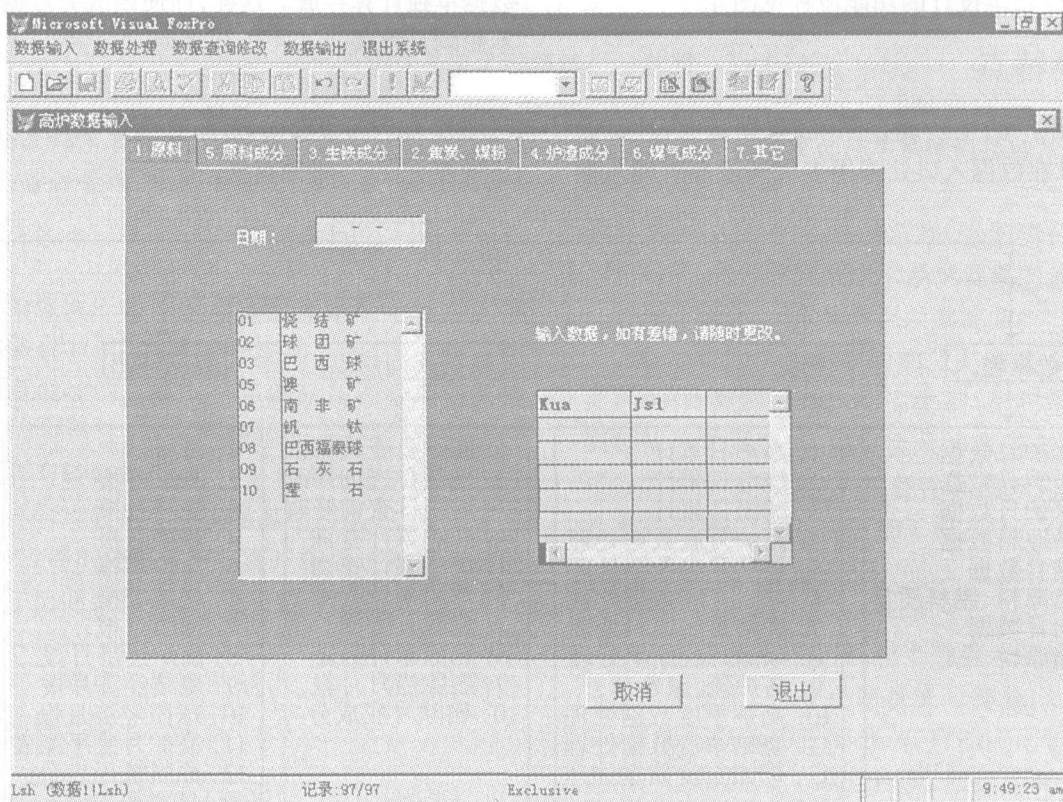 Microsoft Visual FoxPro
数据输入 数据处理 数据查询修改 数据输出 退出系统
高炉数据输入
1.原料 5.原料成分 3.生铁成分 2.焦炭、煤粉 4.炉渣成分 6.煤气成分 7.其它
日期： - -
01 烧 结 矿
02 球 团 矿
03 巴 西 球
05 澳 矿
06 南 非 矿
07 钒 钛
08 巴西福泰球
09 石 灰 石
10 莹 石
输入数据，如有差错，请随时更改。
Kua Jsl
取消 退出
Lsh (数据1!Lsh) 记录:97/97 Exclusive 9:49:23 am